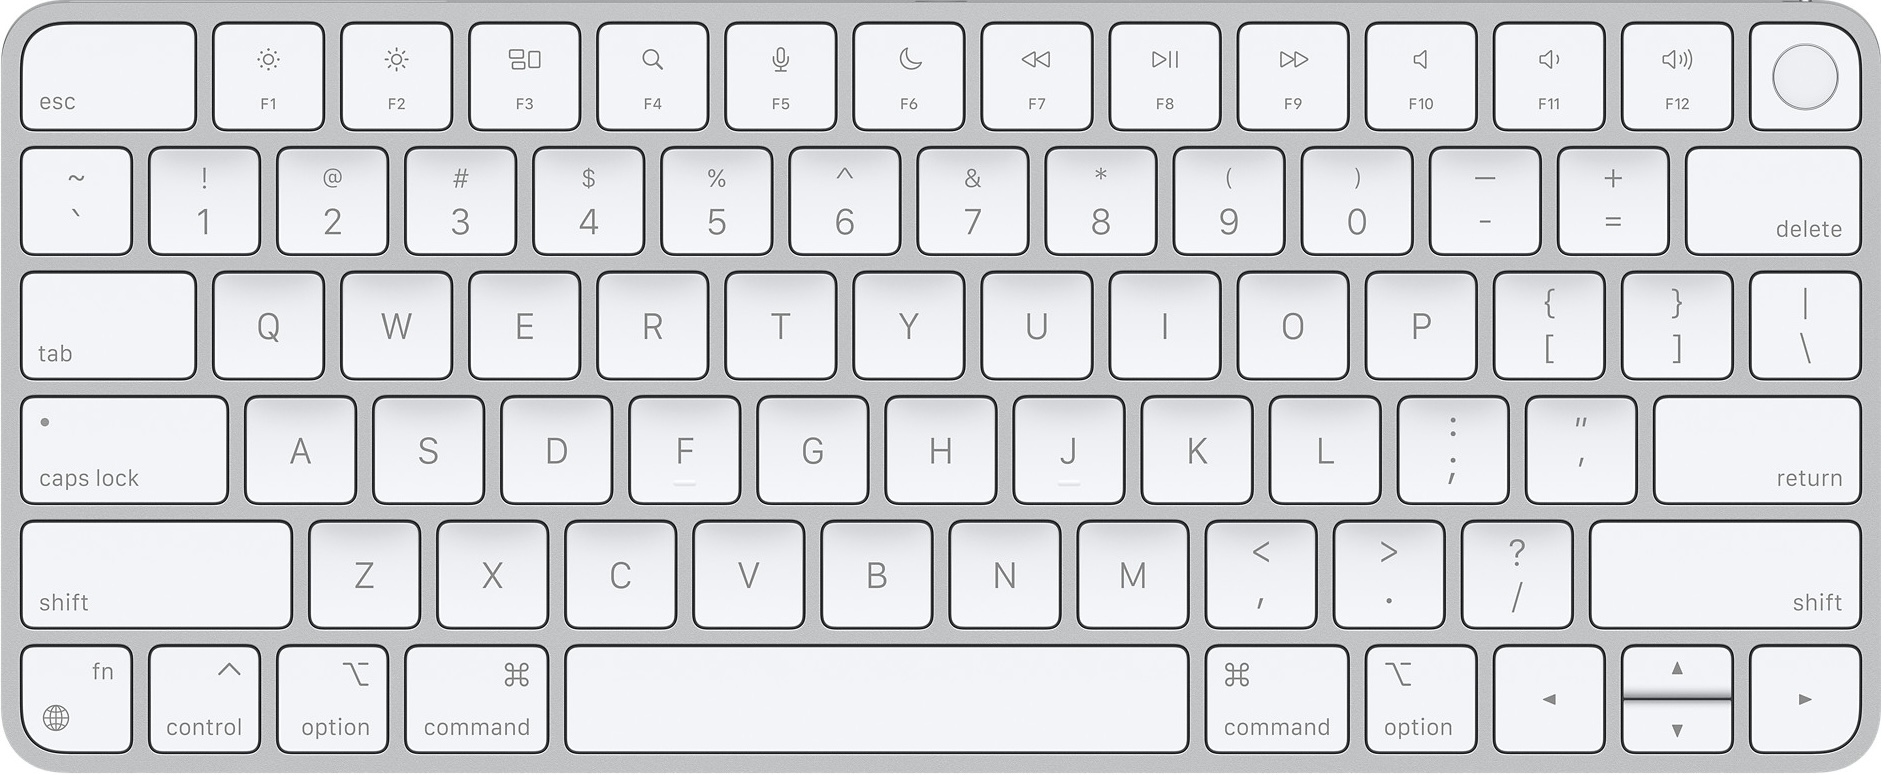 esc F1 F2 F3 F4 F5 F6 F7 F8 F9 F10 F11 F12
~ ! @ # $ % ^ & * ( ) — +
` 1 2 3 4 5 6 7 8 9 0 - = delete
tab Q W E R T Y U I O P { [ } ] | \
caps lock A S D F G H J K L : ; " ' return
shift Z X C V B N M < , > . ? / shift
fn ^ ⌥ ⌘ ⌘ ⌥
control option command command option ◀ ▲ ▼ ▶